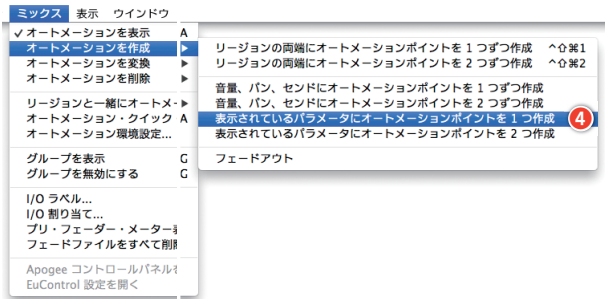 ミックス 表示 ウインドウ
✓オートメーションを表示 A
オートメーションを作成 ▶
オートメーションを変換 ▶
オートメーションを削除 ▶
リージョンと一緒にオートメー ▶
オートメーション・クイック A
オートメーション環境設定...
グループを表示 G
グループを無効にする G
I/O ラベル...
I/O 割り当て...
プリ・フェーダー・メーター
フェードファイルをすべて削
Apogee コントロールパネルを
EuControl 設定を開く
リージョンの両端にオートメーションポイントを 1 つずつ作成 ^⇧⌘1
リージョンの両端にオートメーションポイントを 2 つずつ作成 ^⇧⌘2
音量、パン、センドにオートメーションポイントを 1 つずつ作成
音量、パン、センドにオートメーションポイントを 2 つずつ作成
表示されているパラメータにオートメーションポイントを 1 つ作成 4
表示されているパラメータにオートメーションポイントを 2 つ作成
フェードアウト